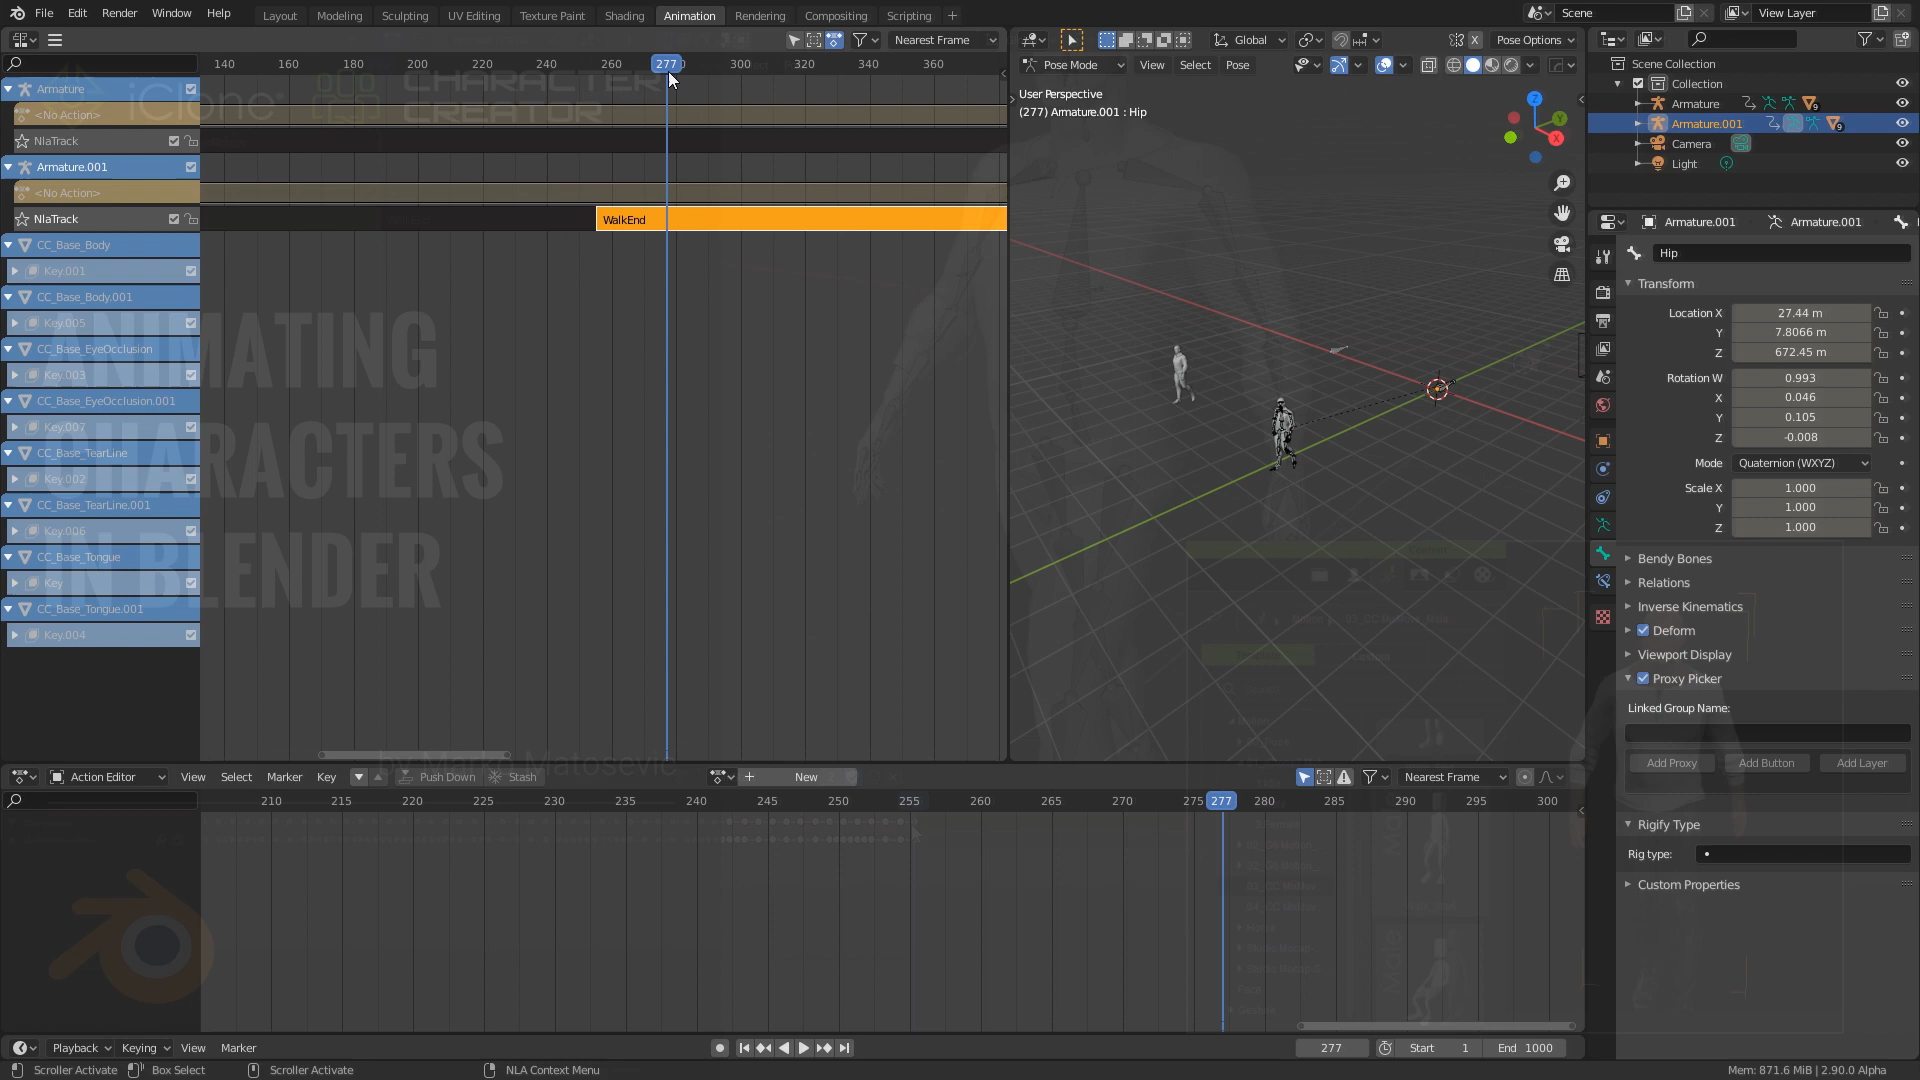 File Edit Render Window Help
Layout Modeling Sculpting UV Editing Texture Paint Shading Animation Rendering Compositing Scripting +
Scene View Layer
Nearest Frame
Global Pose Options
X
140 160 180 200 220 240 260 277 300 320 340 360
Pose Mode View Select Pose
User Perspective
(277) Armature.001 : Hip
Armature
<No Action>
NlaTrack
Armature.001
<No Action>
NlaTrack
WalkEnd
CC_Base_Body
Key.001
CC_Base_Body.001
Key.005
CC_Base_EyeOcclusion
Key.003
CC_Base_EyeOcclusion.001
Key.007
CC_Base_TearLine
Key.002
CC_Base_TearLine.001
Key.006
CC_Base_Tongue
Key
CC_Base_Tongue.001
Key.004
iClone
CHARACTER
CREATOR
ANIMATING
CHARACTERS
IN BLENDER
by Marko Matosevic
Scene Collection
Collection
Armature
9
Armature.001
9
Camera
Light
Armature.001 Armature.001
Hip
Transform
Location X 27.44 m
Y 7.8066 m
Z 672.45 m
Rotation W 0.993
X 0.046
Y 0.105
Z -0.008
Mode Quaternion (WXYZ)
Scale X 1.000
Y 1.000
Z 1.000
Bendy Bones
Relations
Inverse Kinematics
Deform
Viewport Display
Proxy Picker
Linked Group Name:
Add Proxy Add Button Add Layer
Rigify Type
Rig type:
Custom Properties
Z
Y
X
Action Editor View Select Marker Key Push Down Stash New Nearest Frame
210 215 220 225 230 235 240 245 250 255 260 265 270 275 277 280 285 290 295 300
Playback Keying View Marker 277 Start 1 End 1000
Scroller Activate Box Select Scroller Activate NLA Context Menu Mem: 871.6 MiB | 2.90.0 Alpha